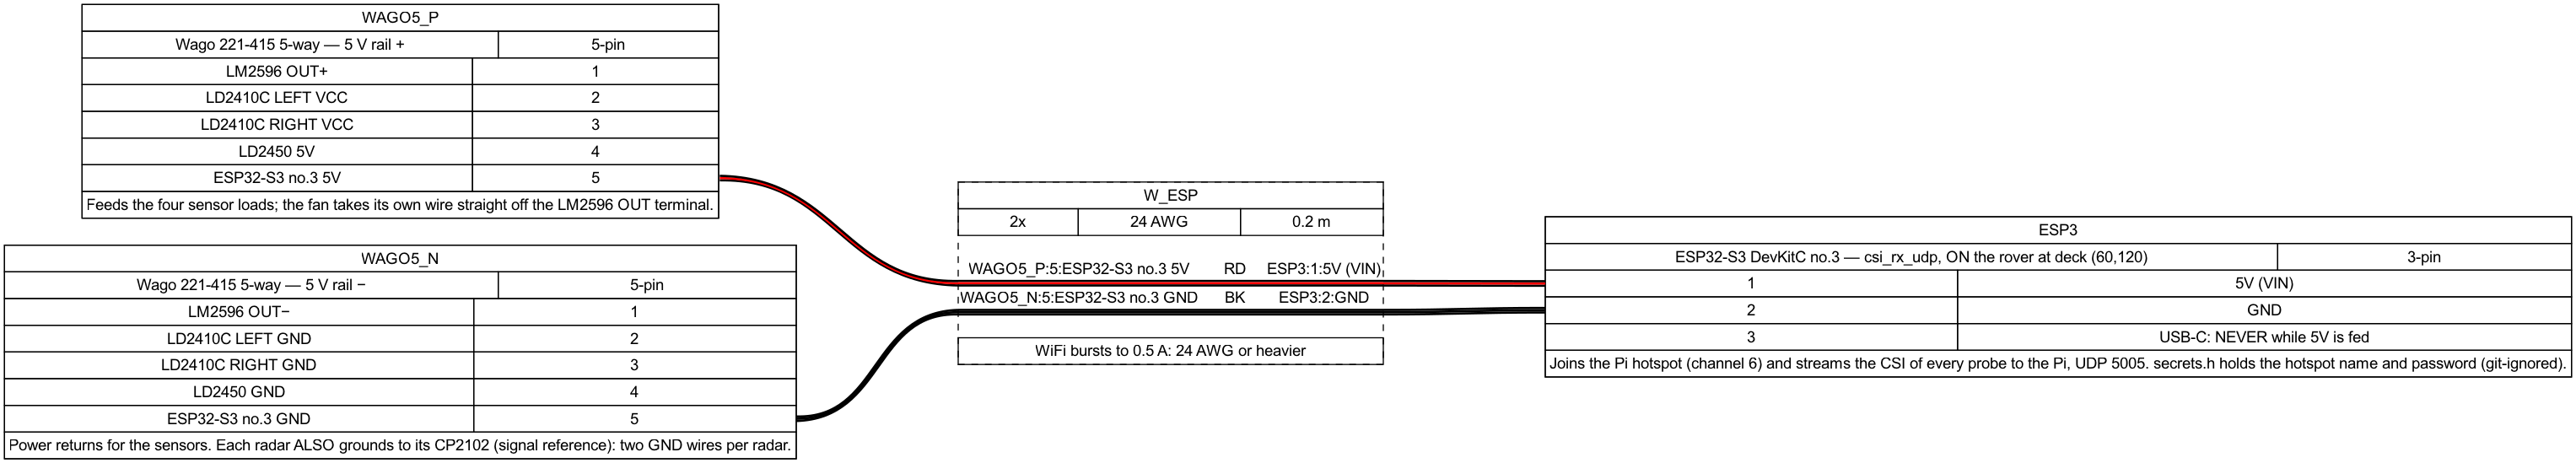 WAGO5_P
Wago 221-415 5-way — 5 V rail + 5-pin
LM2596 OUT+ 1
LD2410C LEFT VCC 2
LD2410C RIGHT VCC 3
LD2450 5V 4
ESP32-S3 no.3 5V 5
Feeds the four sensor loads; the fan takes its own wire straight off the LM2596 OUT terminal.
WAGO5_N
Wago 221-415 5-way — 5 V rail − 5-pin
LM2596 OUT− 1
LD2410C LEFT GND 2
LD2410C RIGHT GND 3
LD2450 GND 4
ESP32-S3 no.3 GND 5
Power returns for the sensors. Each radar ALSO grounds to its CP2102 (signal reference): two GND wires per radar.
W_ESP
2x 24 AWG 0.2 m
WAGO5_P:5:ESP32-S3 no.3 5V RD ESP3:1:5V (VIN)
WAGO5_N:5:ESP32-S3 no.3 GND BK ESP3:2:GND
WiFi bursts to 0.5 A: 24 AWG or heavier
ESP3
ESP32-S3 DevKitC no.3 — csi_rx_udp, ON the rover at deck (60,120) 3-pin
1 5V (VIN)
2 GND
3 USB-C: NEVER while 5V is fed
Joins the Pi hotspot (channel 6) and streams the CSI of every probe to the Pi, UDP 5005. secrets.h holds the hotspot name and password (git-ignored).